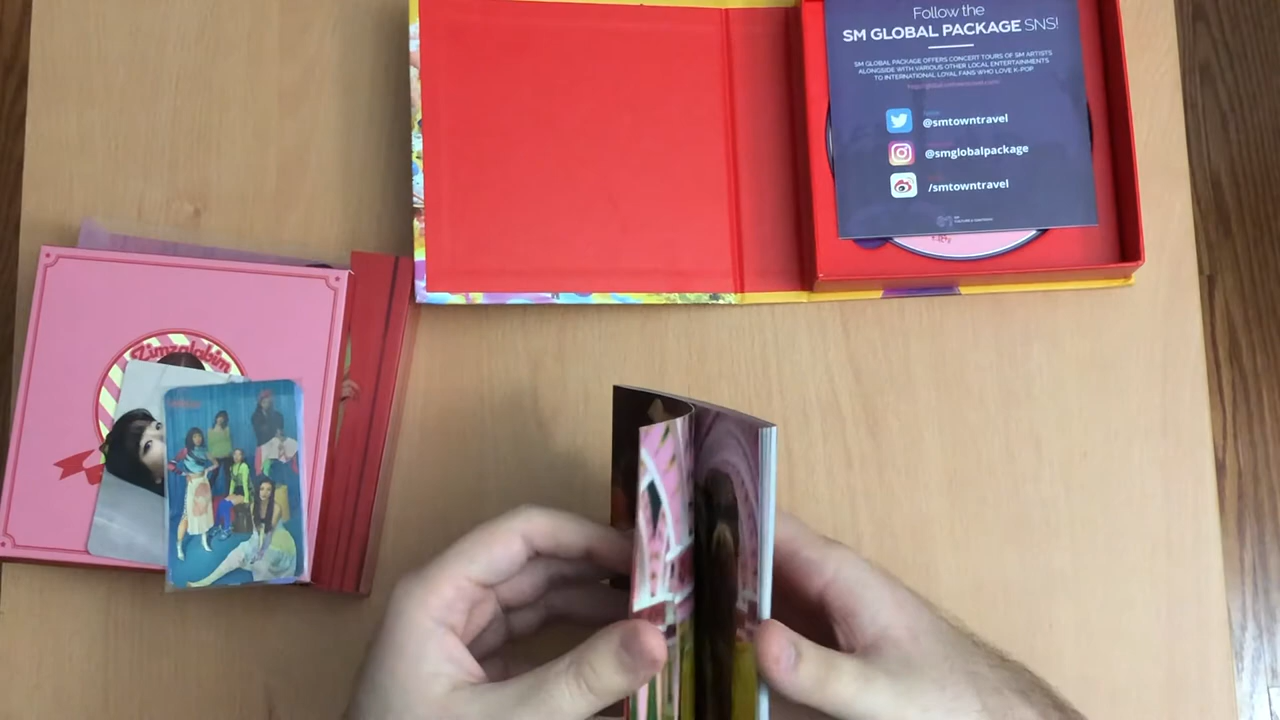 Follow the
SM GLOBAL PACKAGE SNS!
SM GLOBAL PACKAGE OFFERS CONCERT TOURS OF SM ARTISTS
ALONGSIDE WITH VARIOUS OTHER LOCAL ENTERTAINMENTS
TO INTERNATIONAL LOYAL FANS WHO LOVE K-POP
@smtowntravel
@smglobalpackage
/smtowntravel
Zimzalabim